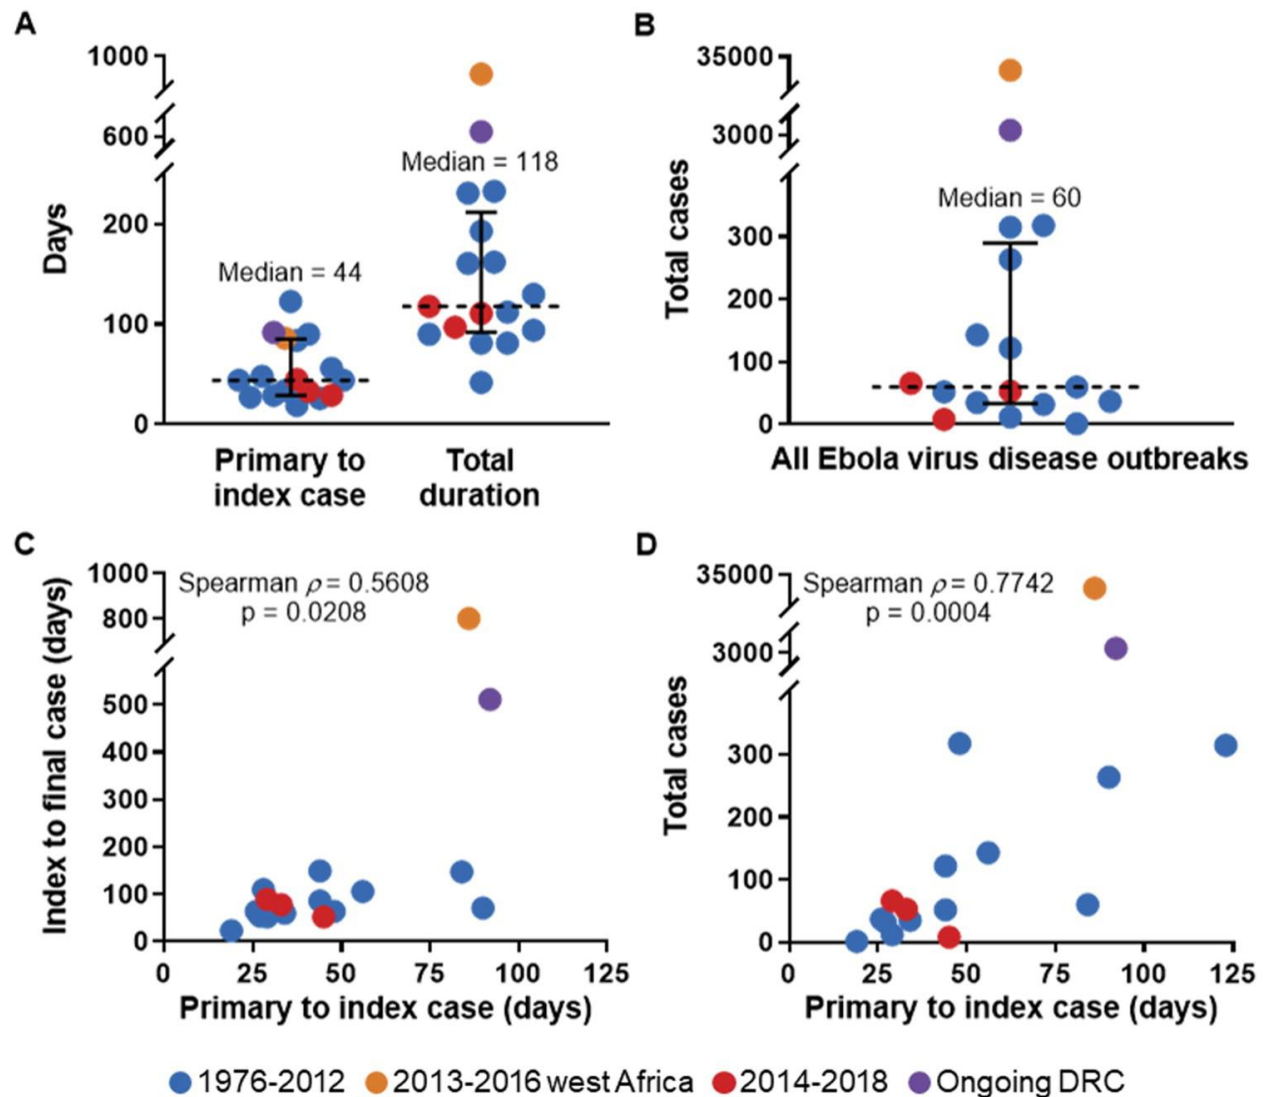 A
1000
600
200
100
0
Days
Median = 44
Median = 118
Primary to
index case
Total
duration
B
35000
3000
300
200
100
0
Total cases
Median = 60
All Ebola virus disease outbreaks
C
1000
800
500
400
300
200
100
0
Index to final case (days)
Spearman ρ = 0.5608
p = 0.0208
0 25 50 75 100 125
Primary to index case (days)
D
35000
3000
300
200
100
0
Total cases
Spearman ρ = 0.7742
p = 0.0004
0 25 50 75 100 125
Primary to index case (days)
1976-2012 2013-2016 west Africa 2014-2018 Ongoing DRC